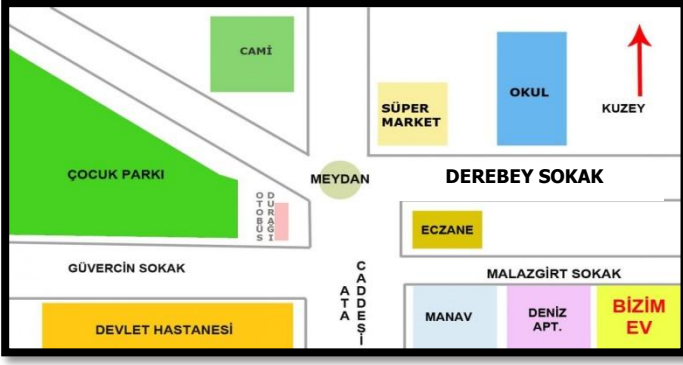 CAMİ
SÜPER
MARKET
OKUL
KUZEY
ÇOCUK PARKI
OTOBÜS
DURAĞI
MEYDAN
DEREBEY SOKAK
ECZANE
GÜVERCİN SOKAK
ATA
CADDESİ
MALAZGİRT SOKAK
DEVLET HASTANESİ
MANAV
DENİZ
APT.
BİZİM
EV